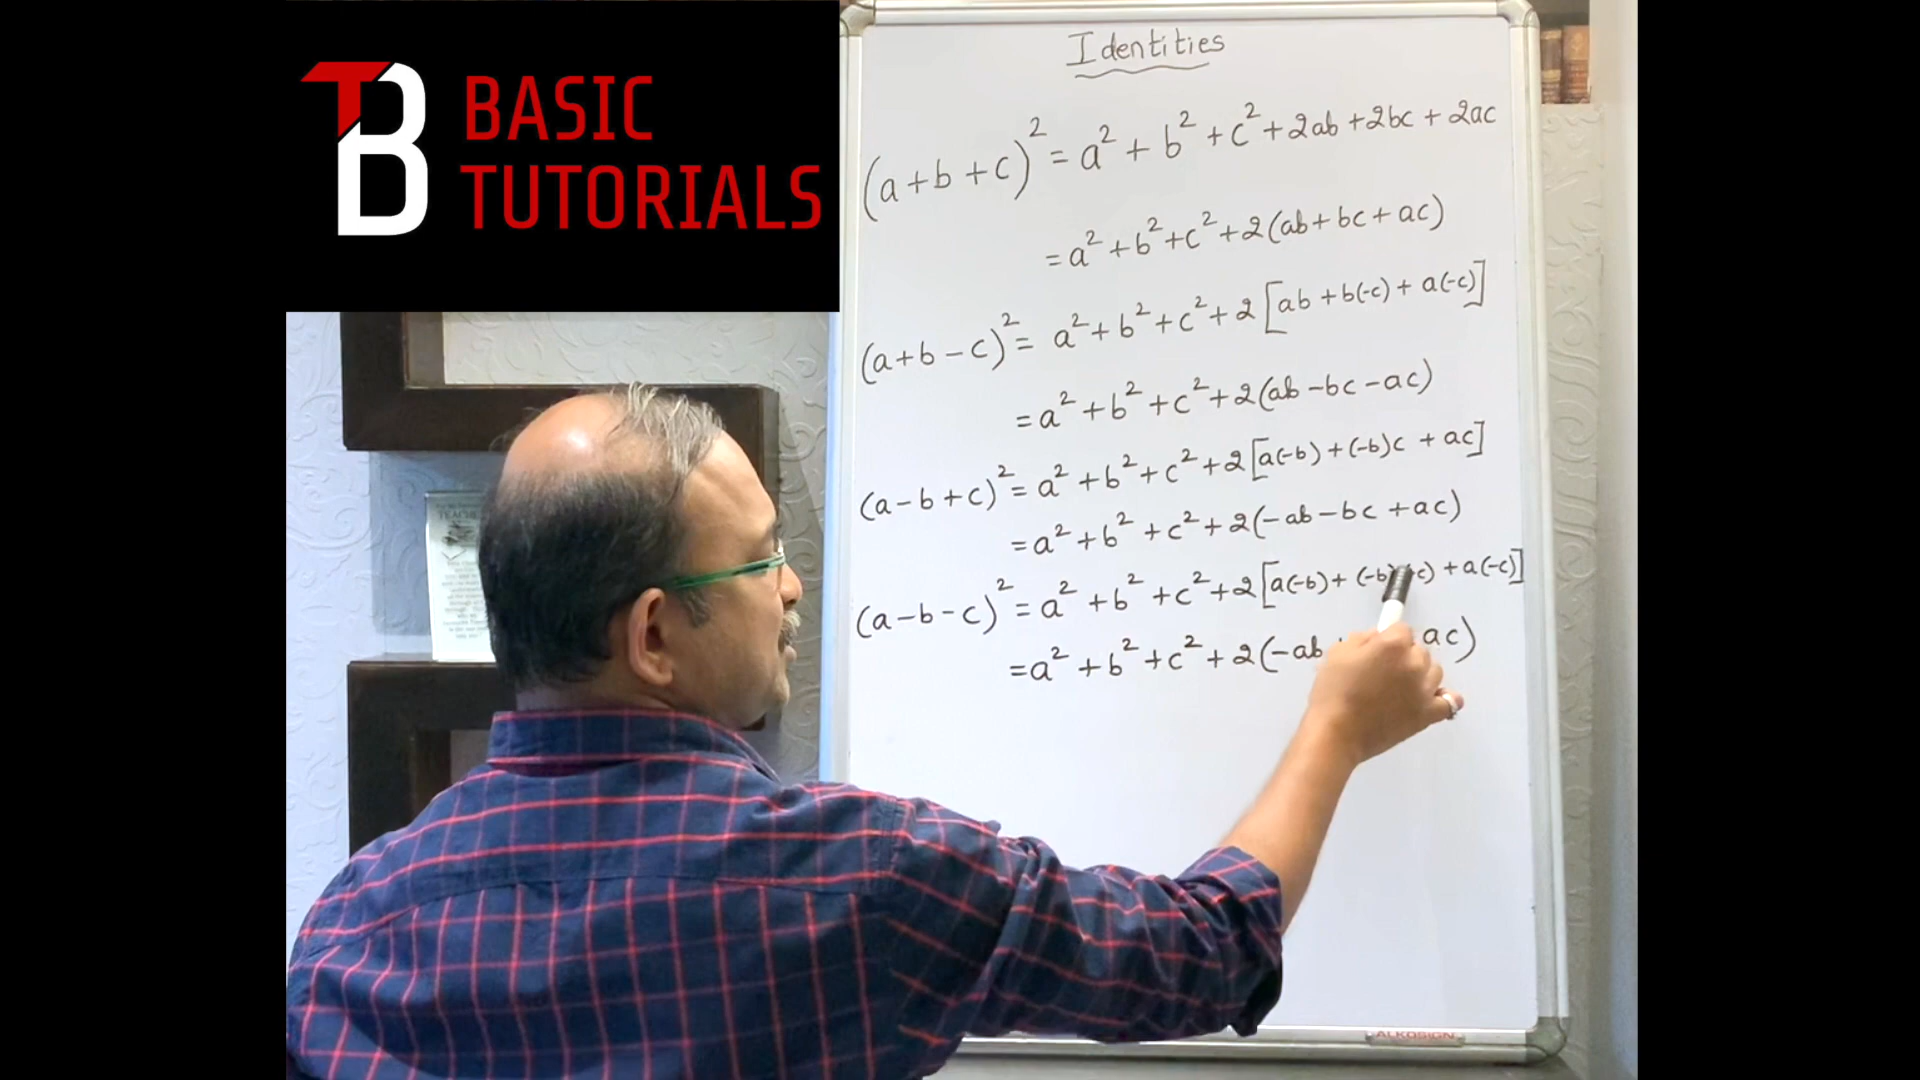 BASIC
TUTORIALS
Identities
(a+b+c)² = a² + b² + c² + 2ab + 2bc + 2ac
= a² + b² + c² + 2(ab + bc + ac)
(a+b-c)² = a² + b² + c² + 2[ab + b(-c) + a(-c)]
= a² + b² + c² + 2(ab - bc - ac)
(a-b+c)² = a² + b² + c² + 2[a(-b) + (-b)c + ac]
= a² + b² + c² + 2(-ab - bc + ac)
(a-b-c)² = a² + b² + c² + 2[a(-b) + (-b) c) + a(-c)]
= a² + b² + c² + 2(-ab ac)
ALKOSIGN